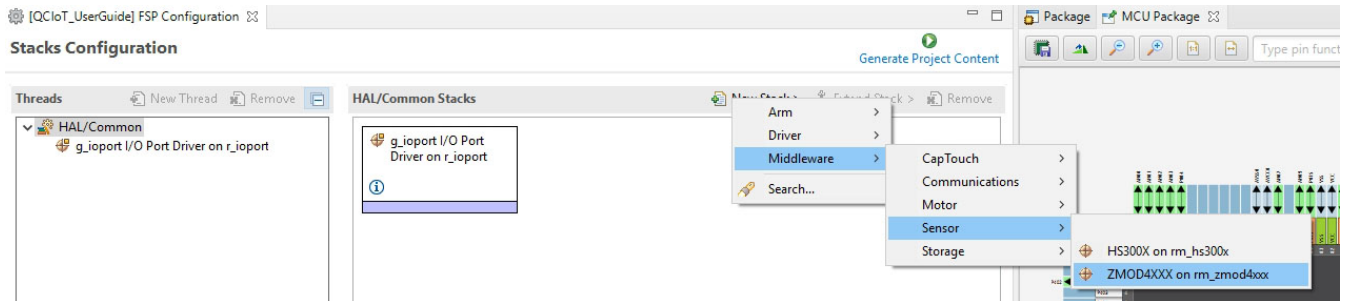 [QCIoT_UserGuide] FSP Configuration
Package
MCU Package
Stacks Configuration
Generate Project Content
Type pin funct
Threads
New Thread
Remove
HAL/Common Stacks
New Stack >
Extend Stack >
Remove
HAL/Common
g_ioport I/O Port Driver on r_ioport
g_ioport I/O Port
Driver on r_ioport
Arm
Driver
Middleware
Search...
CapTouch
Communications
Motor
Sensor
Storage
HS300X on rm_hs300x
ZMOD4XXX on rm_zmod4xxx